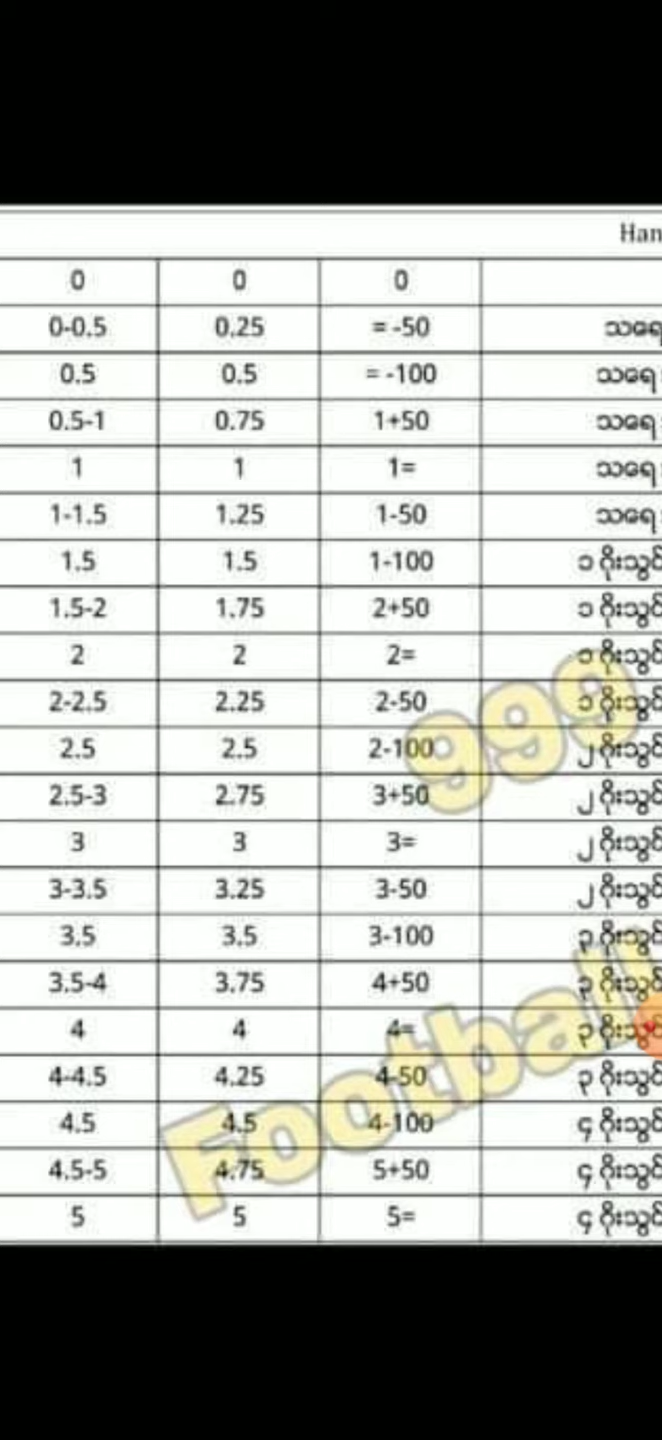 Han
0 0 0
0-0.5 0.25 = -50 သရေ
0.5 0.5 = -100 သရေ
0.5-1 0.75 1+50 သရေ
1 1 1= သရေ
1-1.5 1.25 1-50 သရေ
1.5 1.5 1-100 ၁ ဂိုးသွင်
1.5-2 1.75 2+50 ၁ ဂိုးသွင်
2 2 2= ၁ ဂိုးသွင်
2-2.5 2.25 2-50 ၁ ဂိုးသွင်
2.5 2.5 2-100 ၂ ဂိုးသွင်
2.5-3 2.75 3+50 ၂ ဂိုးသွင်
3 3 3= ၂ ဂိုးသွင်
3-3.5 3.25 3-50 ၂ ဂိုးသွင်
3.5 3.5 3-100 ၃ ဂိုးသွင်
3.5-4 3.75 4+50 ၃ ဂိုးသွင်
4 4 4= ၃ ဂိုးသွင်
4-4.5 4.25 4-50 ၃ ဂိုးသွင်
4.5 4.5 4-100 ၄ ဂိုးသွင်
4.5-5 4.75 5+50 ၄ ဂိုးသွင်
5 5 5= ၄ ဂိုးသွင်
Football 999